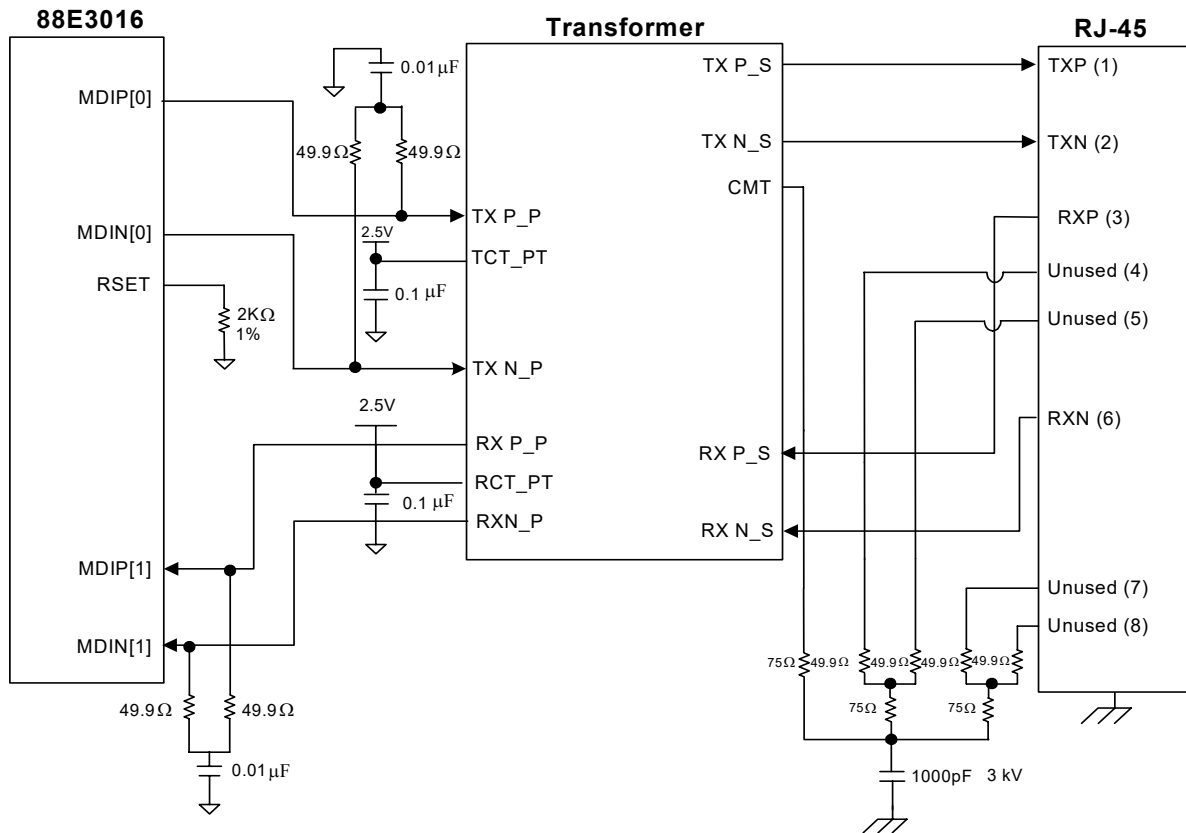 88E3016
Transformer
RJ-45
MDIP[0]
MDIN[0]
RSET
2KΩ
1%
MDIP[1]
MDIN[1]
49.9Ω
49.9Ω
0.01μF
0.01μF
49.9Ω
49.9Ω
2.5V
0.1 μF
2.5V
0.1 μF
TX P_P
TCT_PT
TX N_P
RX P_P
RCT_PT
RXN_P
TX P_S
TX N_S
CMT
RX P_S
RX N_S
TXP (1)
TXN (2)
RXP (3)
Unused (4)
Unused (5)
RXN (6)
Unused (7)
Unused (8)
75Ω 49.9Ω 49.9Ω 49.9Ω 49.9Ω
75Ω 75Ω
1000pF 3 kV